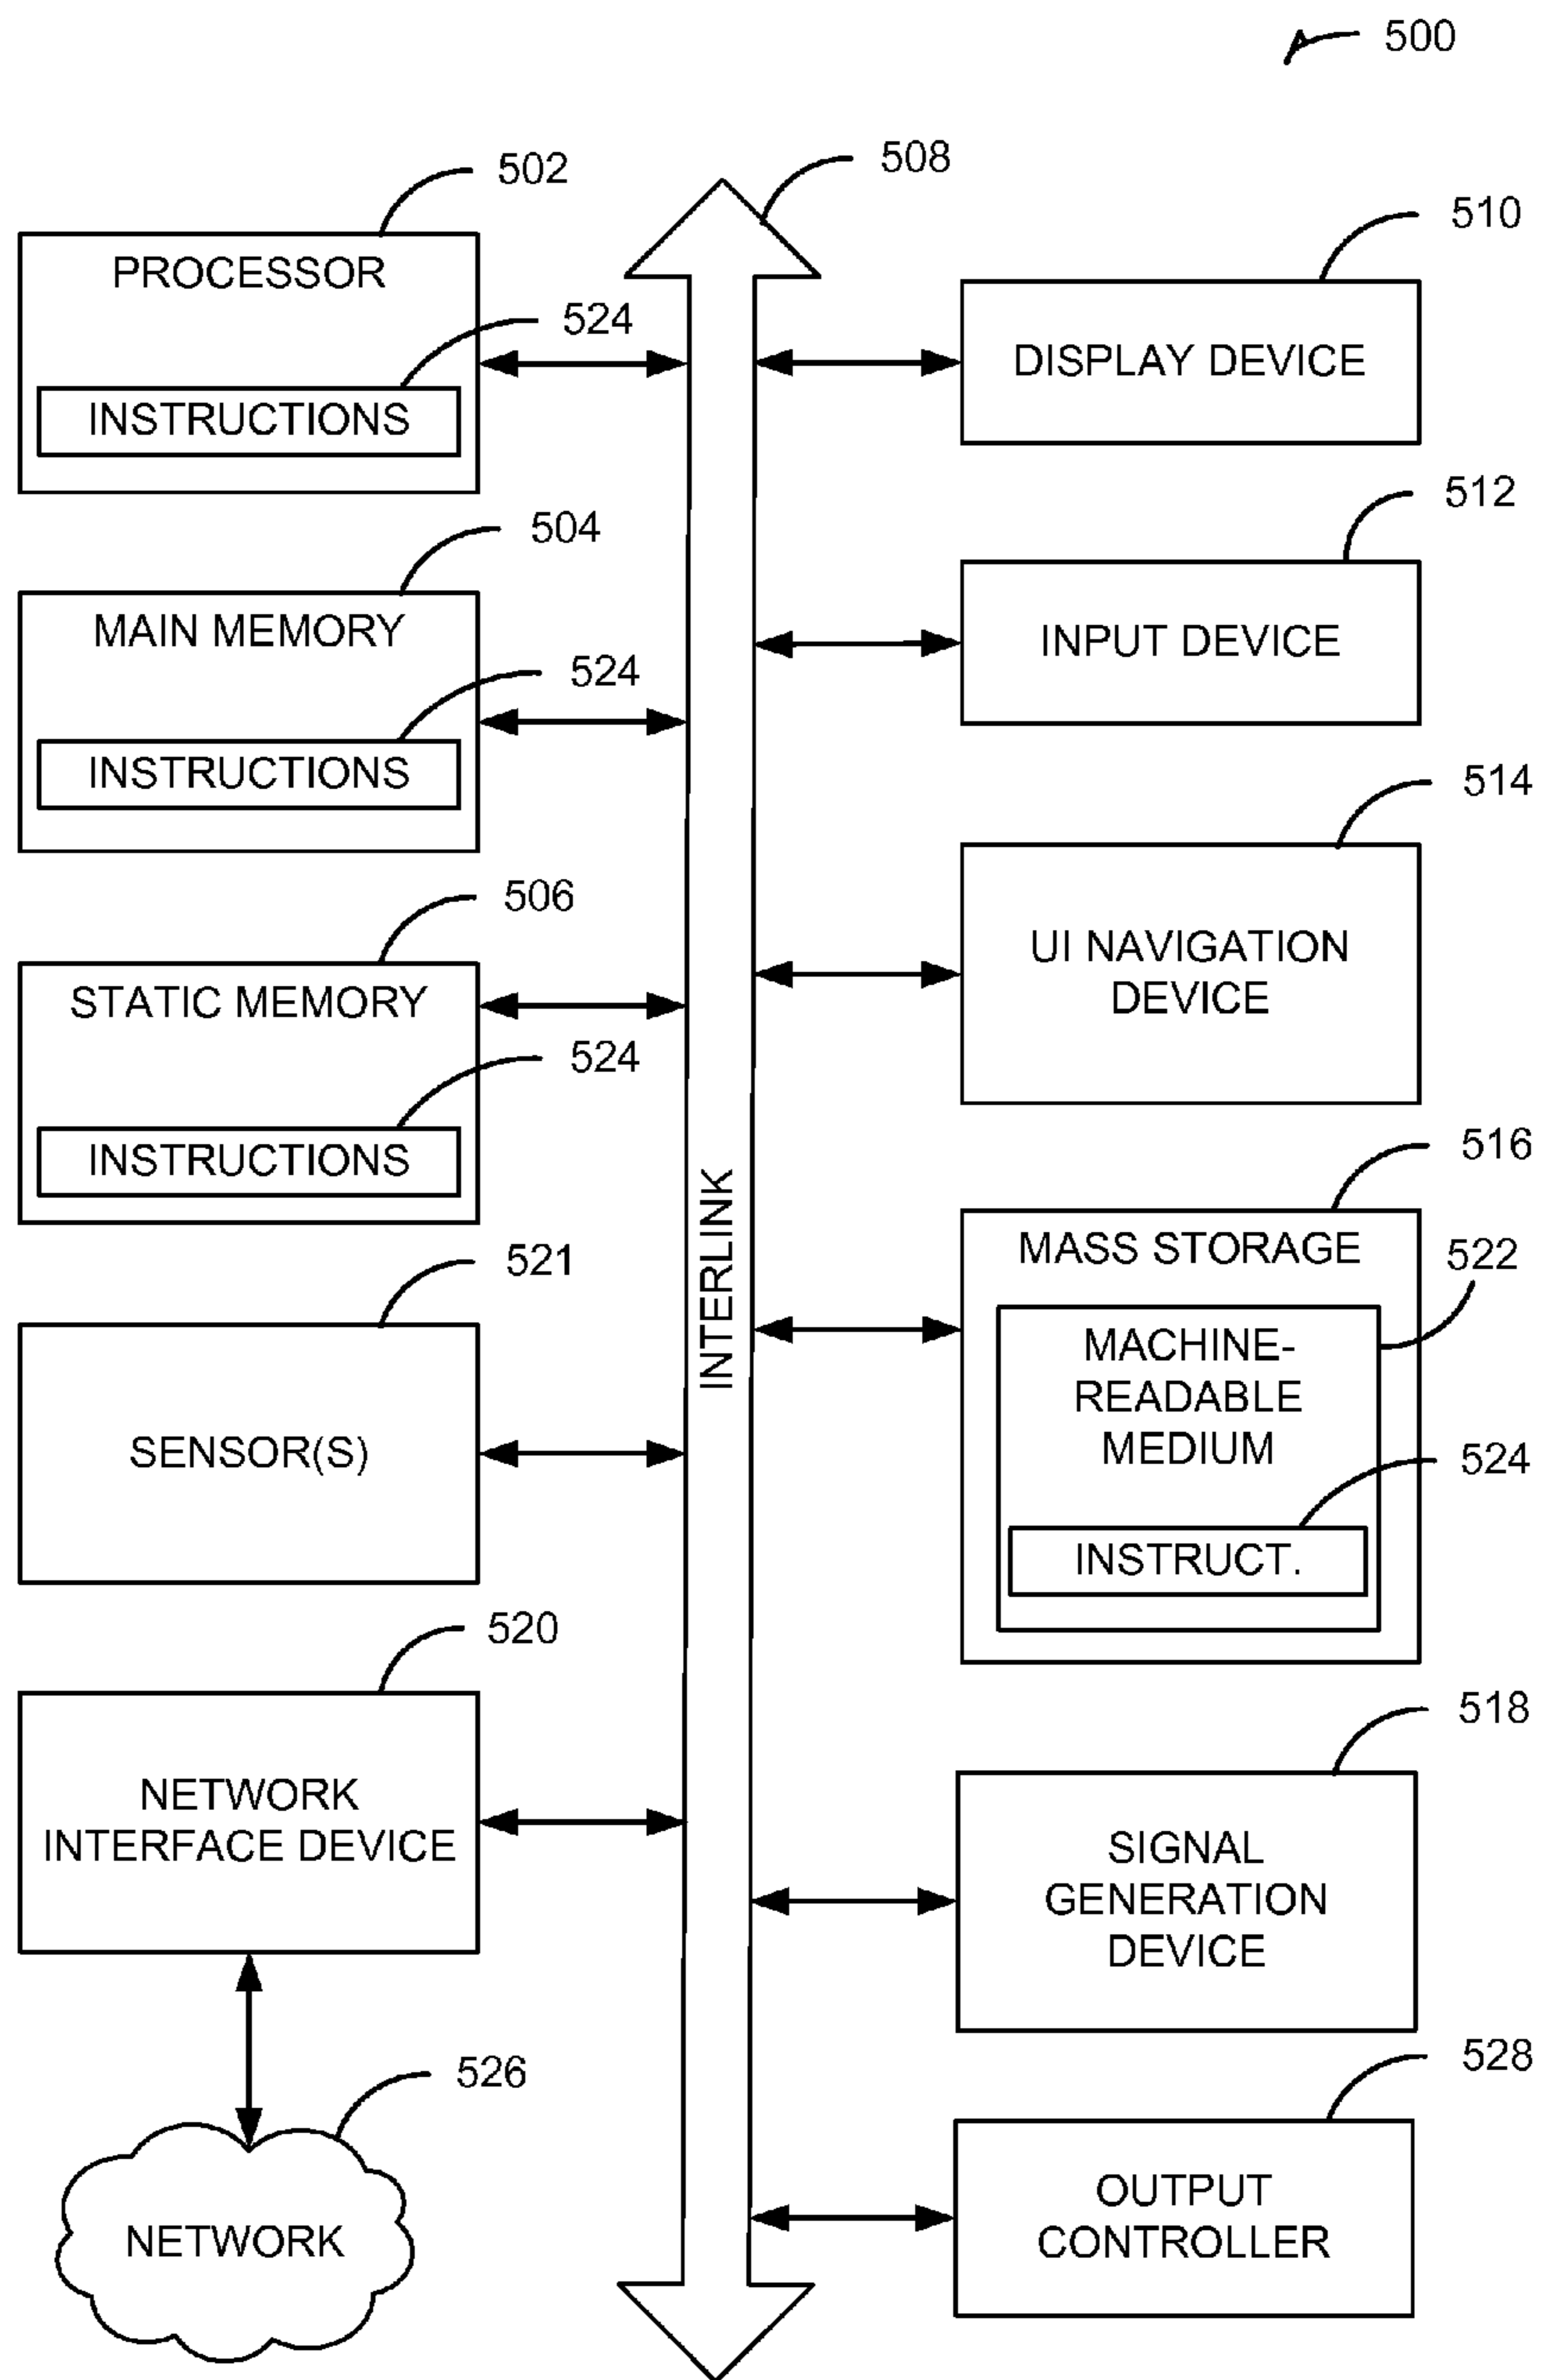 500
502
PROCESSOR
524
INSTRUCTIONS
504
MAIN MEMORY
524
INSTRUCTIONS
506
STATIC MEMORY
524
INSTRUCTIONS
521
SENSOR(S)
520
NETWORK
INTERFACE DEVICE
526
NETWORK
508
INTERLINK
510
DISPLAY DEVICE
512
INPUT DEVICE
514
UI NAVIGATION
DEVICE
516
MASS STORAGE
522
MACHINE-
READABLE
MEDIUM
524
INSTRUCT.
518
SIGNAL
GENERATION
DEVICE
528
OUTPUT
CONTROLLER